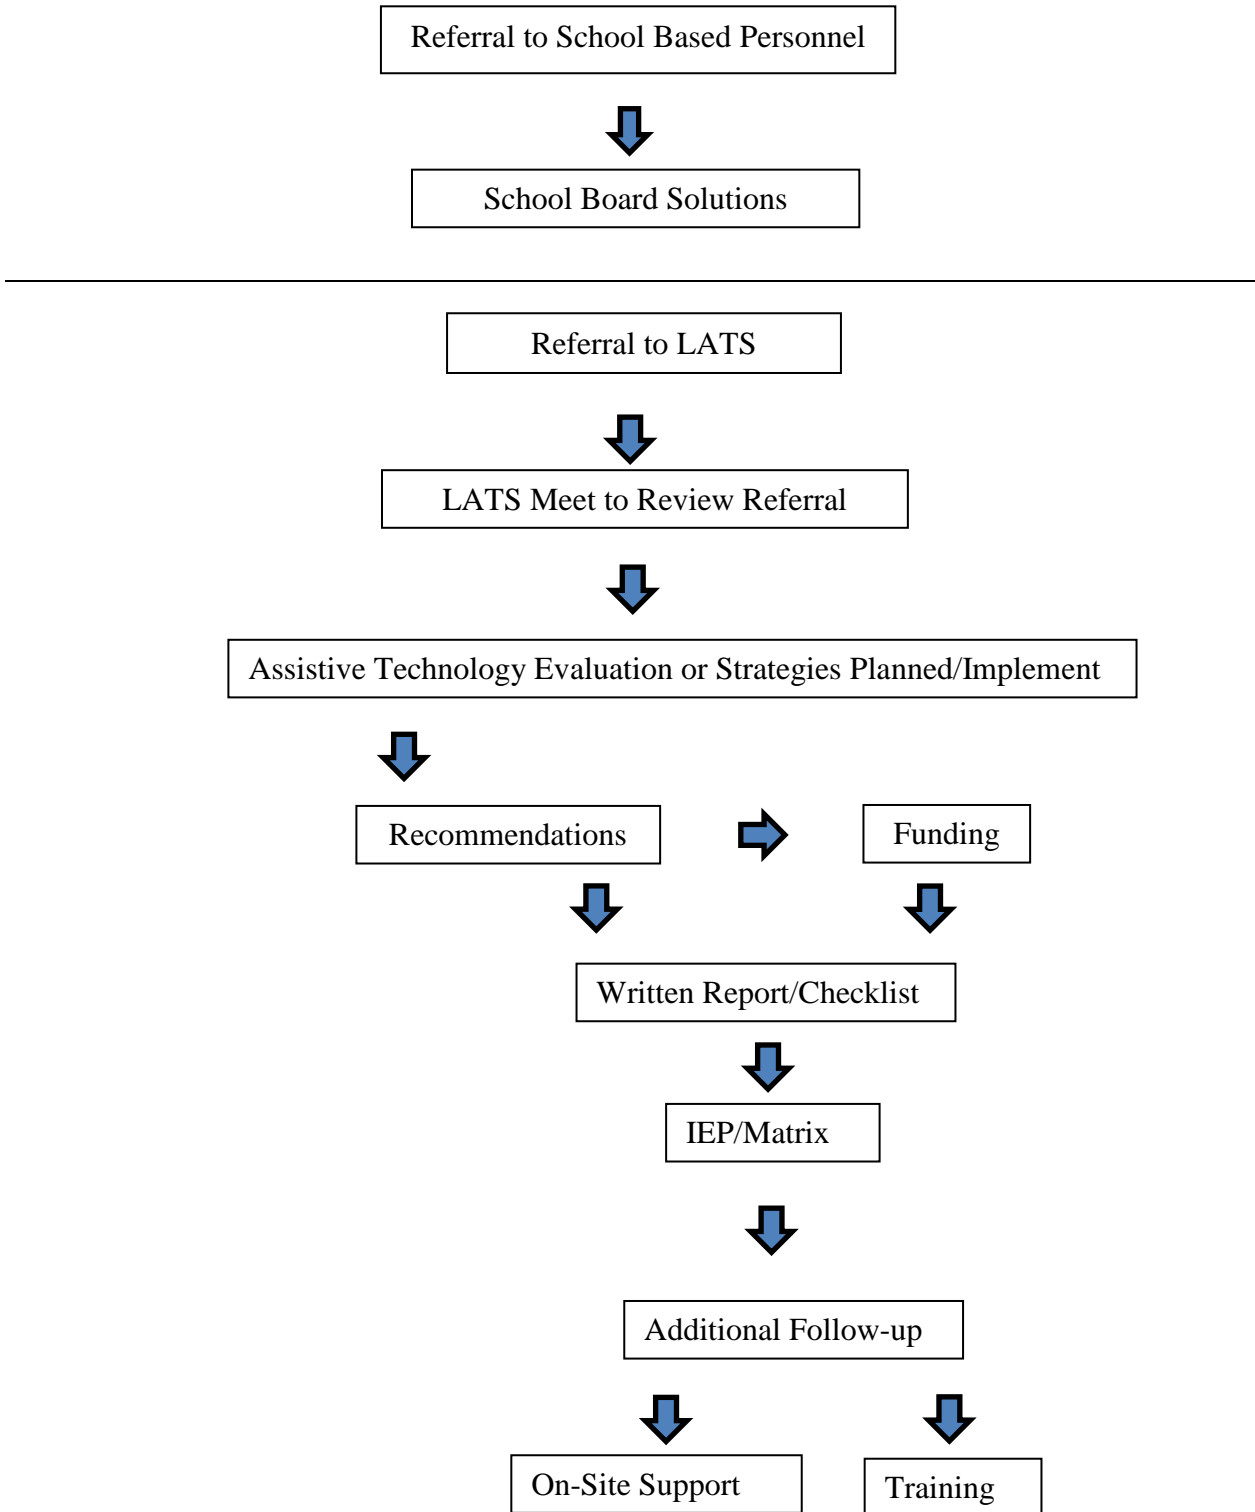 Referral to School Based Personnel
School Board Solutions
Referral to LATS
LATS Meet to Review Referral
Assistive Technology Evaluation or Strategies Planned/Implement
Recommendations
Funding
Written Report/Checklist
IEP/Matrix
Additional Follow-up
On-Site Support
Training